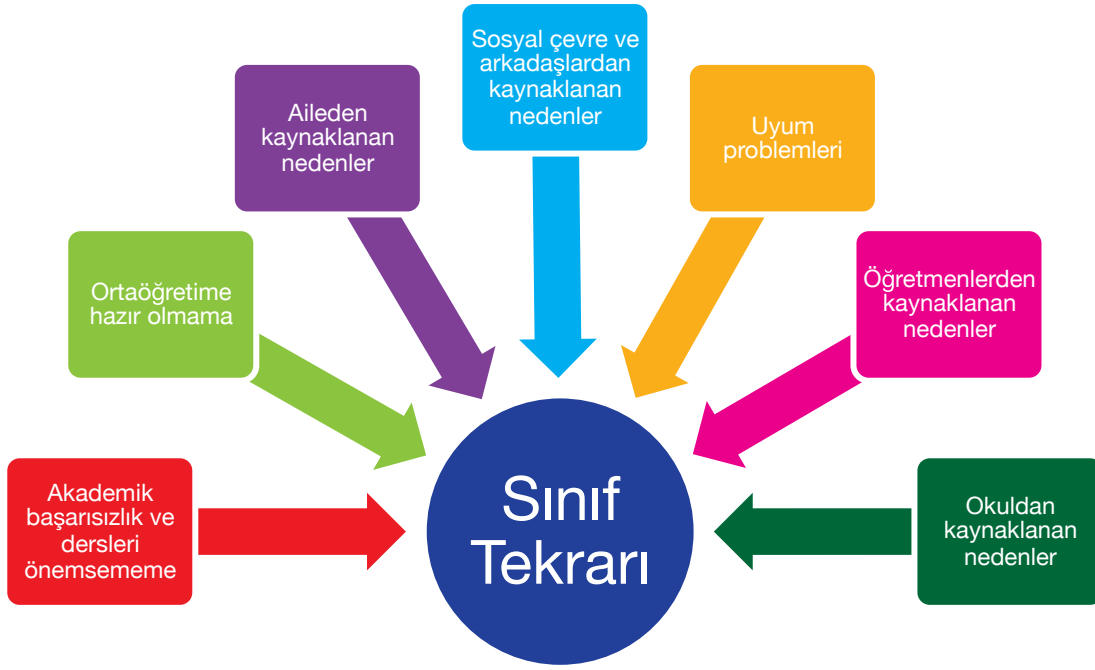 Sosyal çevre ve
arkadaşlardan
kaynaklanan
nedenler
Aileden
kaynaklanan
nedenler
Uyum
problemleri
Ortaöğretime
hazır olmama
Öğretmenlerden
kaynaklanan
nedenler
Akademik
başarısızlık ve
dersleri
önemsememe
Sınıf
Tekrarı
Okuldan
kaynaklanan
nedenler